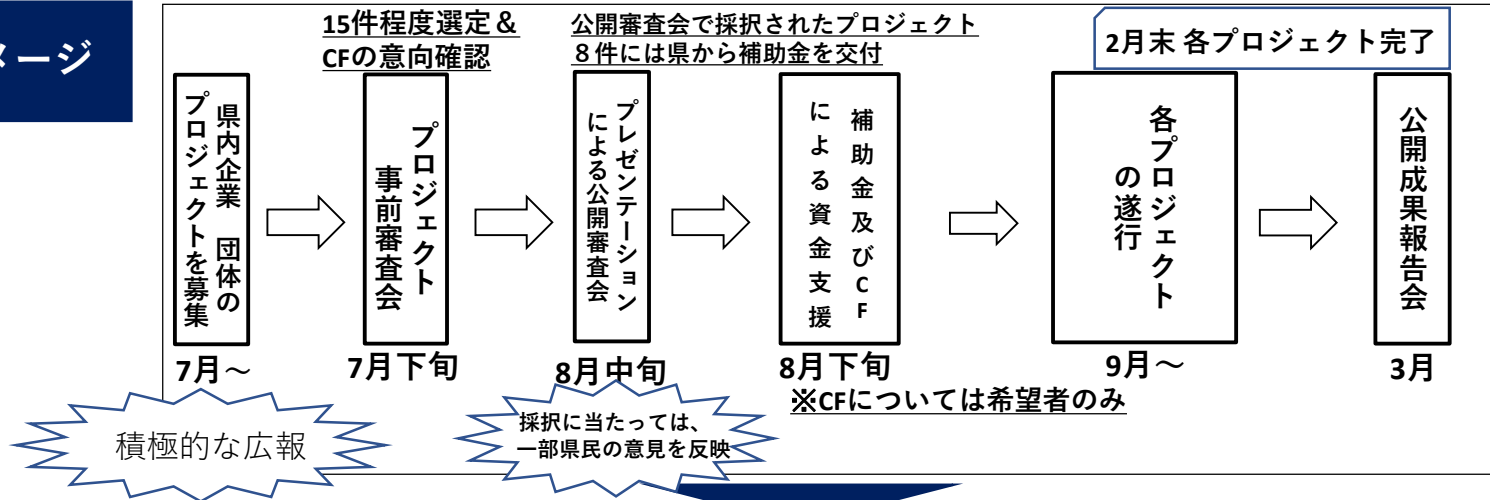 メージ
15件程度選定＆
CFの意向確認
公開審査会で採択されたプロジェクト
８件には県から補助金を交付
2月末 各プロジェクト完了
県内企業　団体の
プロジェクトを募集
プロジェクト
事前審査会
プレゼンテーション
による公開審査会
補助金及びCF
による資金支援
各プロジェクト
の遂行
公開成果報告会
7月～
7月下旬
8月中旬
8月下旬
9月～
3月
※CFについては希望者のみ
積極的な広報
採択に当たっては、
一部県民の意見を反映